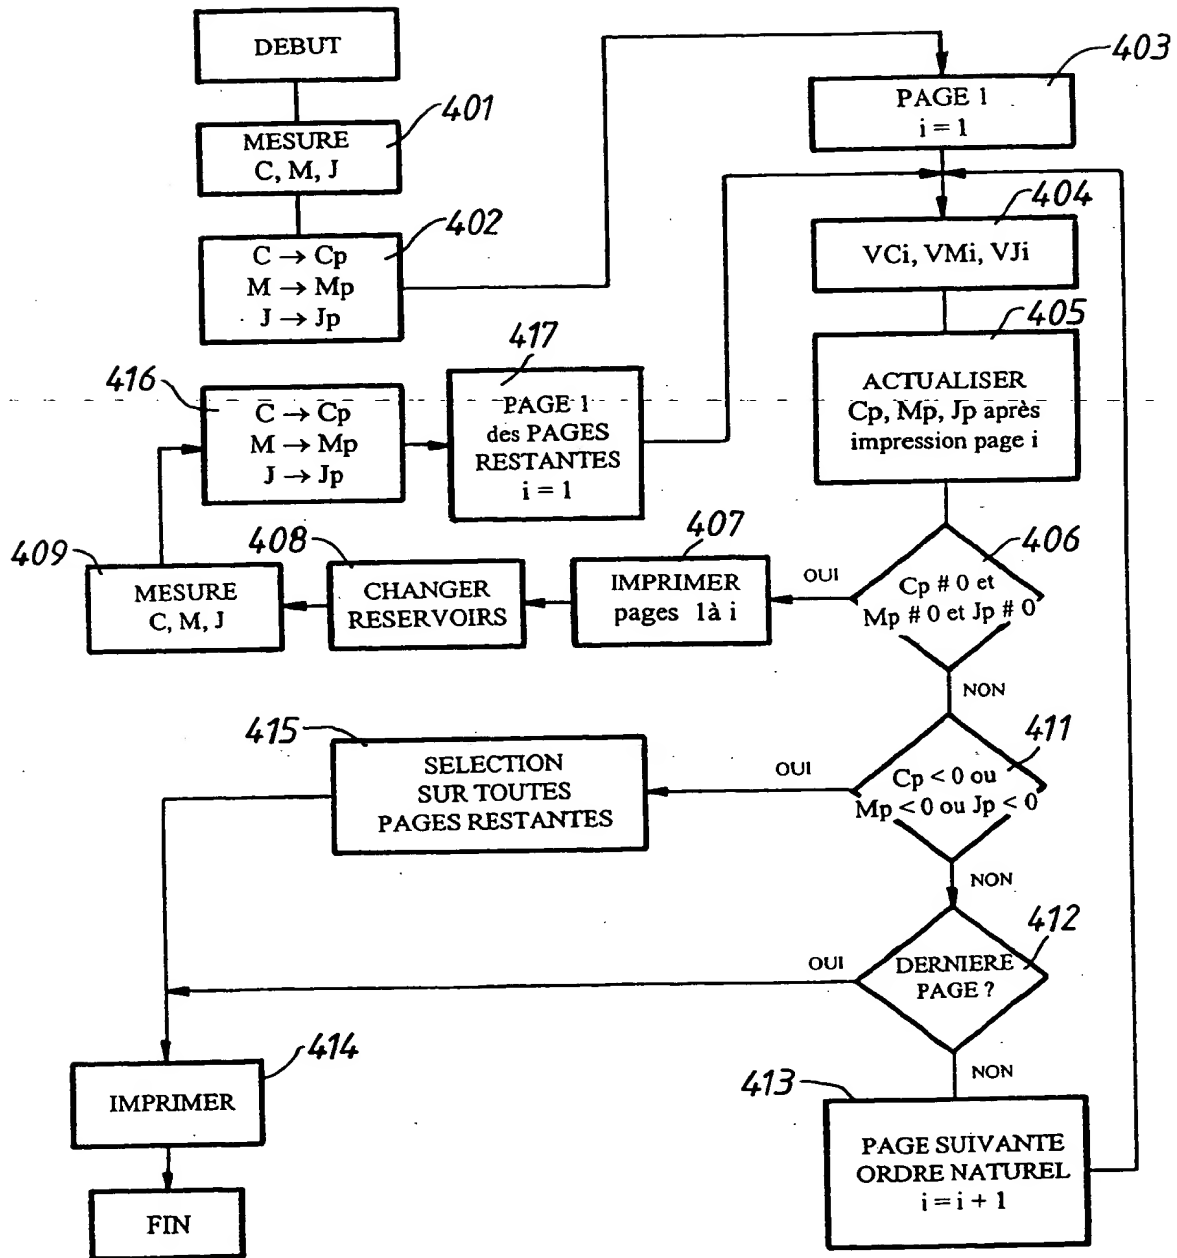 DEBUT
401
MESURE
C, M, J
402
C → Cp
M → Mp
J → Jp
403
PAGE 1
i = 1
404
VCi, VMi, VJi
405
ACTUALISER
Cp, Mp, Jp après
impression page i
416
C → Cp
M → Mp
J → Jp
417
PAGE 1
des PAGES
RESTANTES
i = 1
409
MESURE
C, M, J
408
CHANGER
RESERVOIRS
407
IMPRIMER
pages 1à i
OUI
406
Cp # 0 et
Mp # 0 et Jp # 0
NON
415
SELECTION
SUR TOUTES
PAGES RESTANTES
OUI
411
Cp < 0 ou
Mp < 0 ou Jp < 0
NON
OUI
412
DERNIERE
PAGE ?
NON
414
IMPRIMER
413
PAGE SUIVANTE
ORDRE NATUREL
i = i + 1
FIN